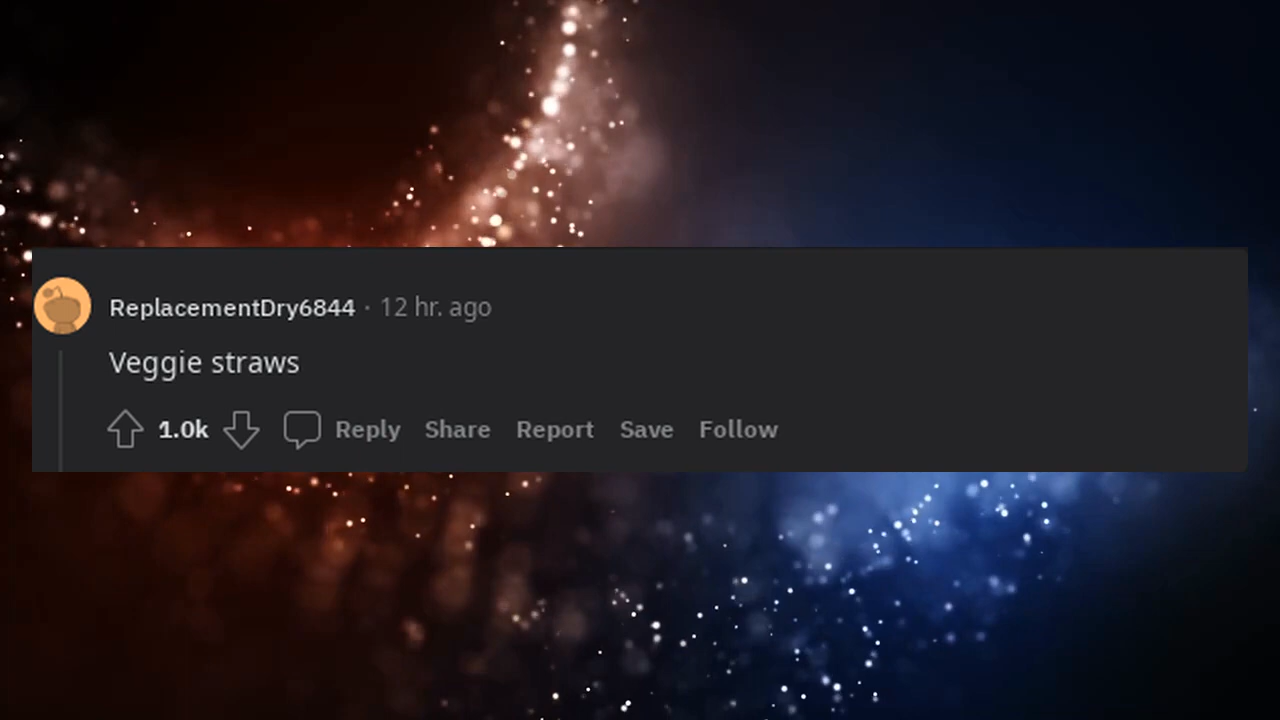 ReplacementDry6844 · 12 hr. ago
Veggie straws
1.0k Reply Share Report Save Follow